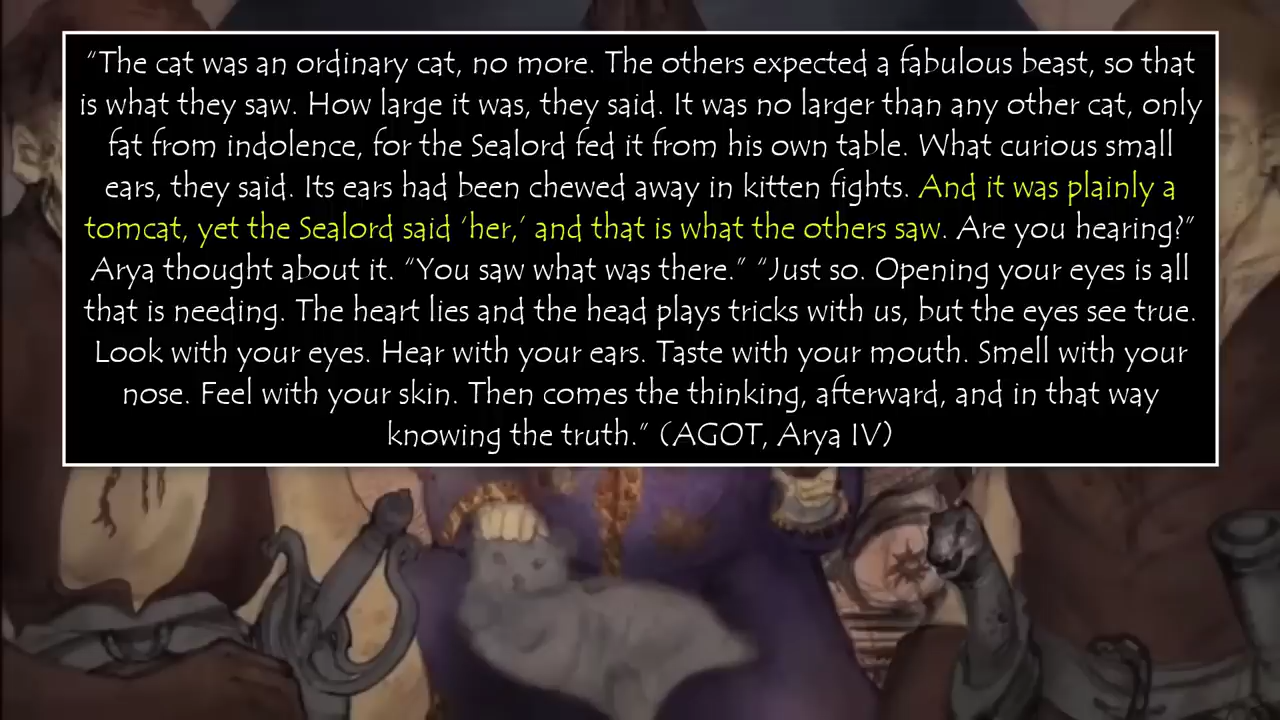 “The cat was an ordinary cat, no more. The others expected a fabulous beast, so that
is what they saw. How large it was, they said. It was no larger than any other cat, only
fat from indolence, for the Sealord fed it from his own table. What curious small
ears, they said. Its ears had been chewed away in kitten fights. And it was plainly a
tomcat, yet the Sealord said ‘her,’ and that is what the others saw. Are you hearing?”
Arya thought about it. “You saw what was there.” “Just so. Opening your eyes is all
that is needing. The heart lies and the head plays tricks with us, but the eyes see true.
Look with your eyes. Hear with your ears. Taste with your mouth. Smell with your
nose. Feel with your skin. Then comes the thinking, afterward, and in that way
knowing the truth.” (AGOT, Arya IV)